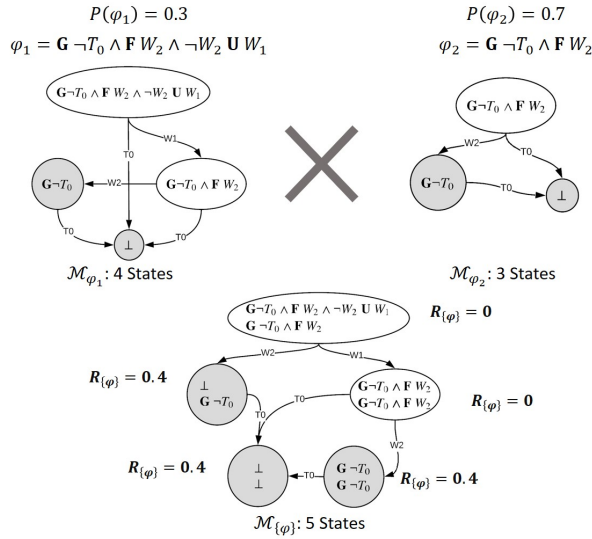 P(φ₁) = 0.3
P(φ₂) = 0.7
φ₁ = G ¬T₀ ∧ F W₂ ∧ ¬W₂ U W₁
φ₂ = G ¬T₀ ∧ F W₂
G¬T₀ ∧ F W₂ ∧ ¬W₂ U W₁
G¬T₀ ∧ F W₂
W1
T0
W2
T0
G¬T₀
W2
G¬T₀ ∧ F W₂
G¬T₀
T0
⊥
T0
T0
⊥
ℳφ₁: 4 States
ℳφ₂: 3 States
G¬T₀ ∧ F W₂ ∧ ¬W₂ U W₁
G ¬T₀ ∧ F W₂
R{φ} = 0
W2
W1
R{φ} = 0.4
⊥
G ¬T₀
T0
T0
G¬T₀ ∧ F W₂
G¬T₀ ∧ F W₂
R{φ} = 0
W2
R{φ} = 0.4
⊥
⊥
T0
G ¬T₀
G ¬T₀
R{φ} = 0.4
ℳ{φ}: 5 States